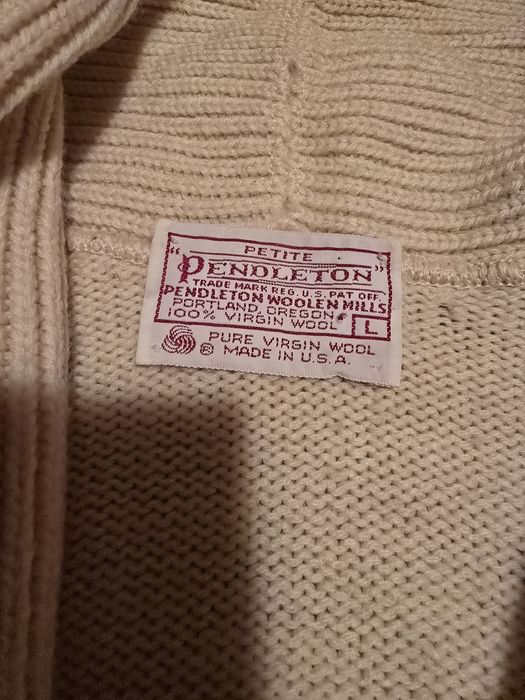 PETITE
"PENDLETON"
TRADE MARK REG. U.S. PAT OFF.
PENDLETON WOOLEN MILLS
PORTLAND, OREGON
100% VIRGIN WOOL L
PURE VIRGIN WOOL
® MADE IN U.S.A.